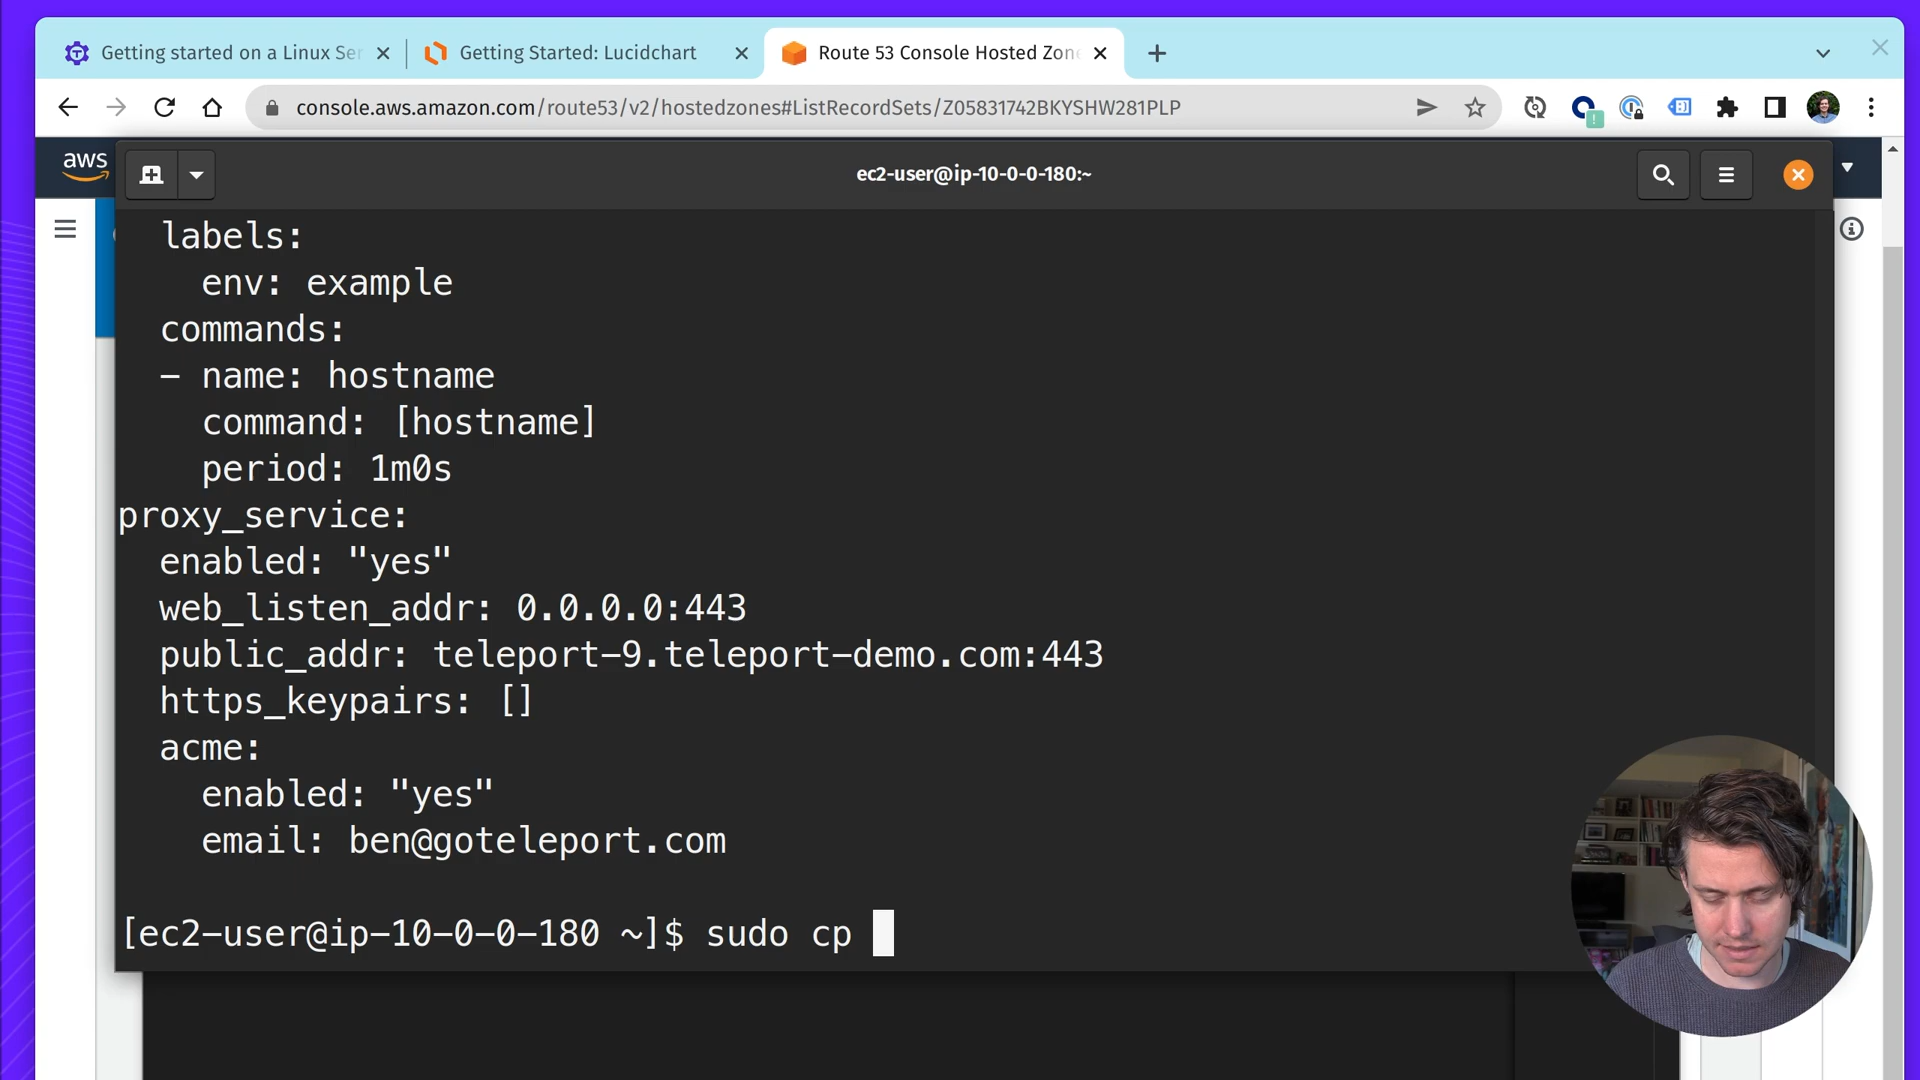 Getting started on a Linux Ser
Getting Started: Lucidchart
Route 53 Console Hosted Zone
console.aws.amazon.com/route53/v2/hostedzones#ListRecordSets/Z05831742BKYSHW281PLP
aws
ec2-user@ip-10-0-0-180:~
labels:
env: example
commands:
- name: hostname
command: [hostname]
period: 1m0s
proxy_service:
enabled: "yes"
web_listen_addr: 0.0.0.0:443
public_addr: teleport-9.teleport-demo.com:443
https_keypairs: []
acme:
enabled: "yes"
email: ben@goteleport.com
[ec2-user@ip-10-0-0-180 ~]$ sudo cp